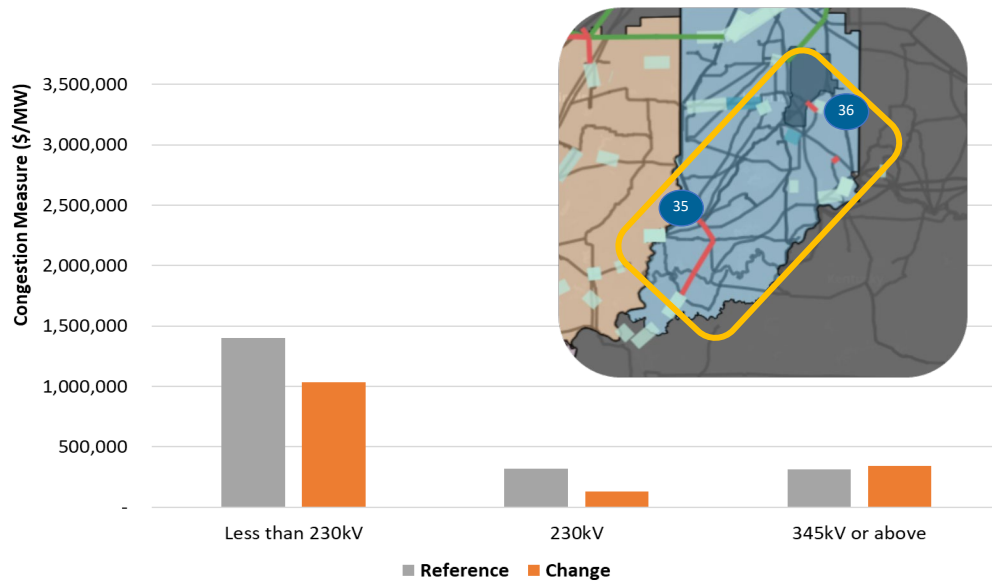 Congestion Measure ($/MW)
3,500,000
3,000,000
2,500,000
2,000,000
1,500,000
1,000,000
500,000
-
36
35
Less than 230kV
230kV
345kV or above
Reference
Change